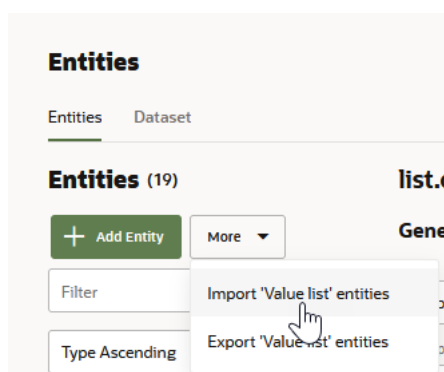 Entities
Entities Dataset
Entities (19)
list.
+ Add Entity More
Gene
Filter
Import 'Value list' entities
Type Ascending
Export 'Value list' entities